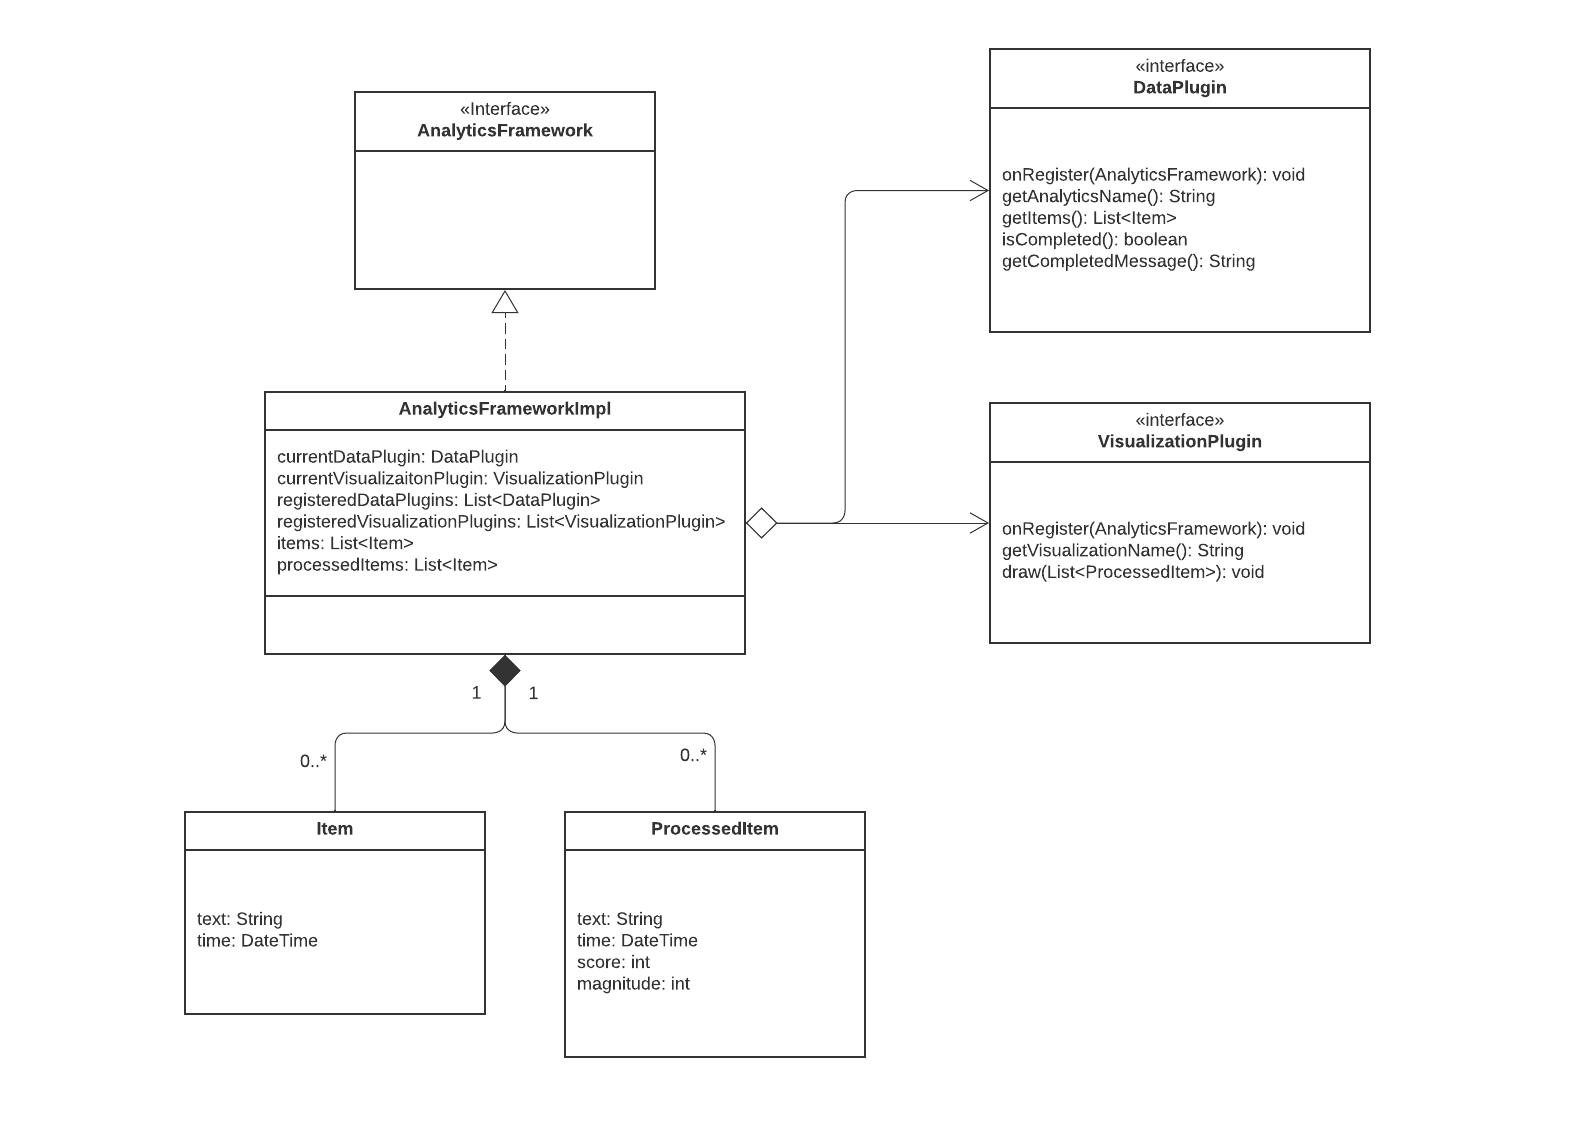 «Interface»
AnalyticsFramework
«interface»
DataPlugin
onRegister(AnalyticsFramework): void
getAnalyticsName(): String
getItems(): List<Item>
isCompleted(): boolean
getCompletedMessage(): String
AnalyticsFrameworkImpl
currentDataPlugin: DataPlugin
currentVisualizaitonPlugin: VisualizationPlugin
registeredDataPlugins: List<DataPlugin>
registeredVisualizationPlugins: List<VisualizationPlugin>
items: List<Item>
processedItems: List<Item>
«interface»
VisualizationPlugin
onRegister(AnalyticsFramework): void
getVisualizationName(): String
draw(List<ProcessedItem>): void
1
1
0..*
0..*
Item
text: String
time: DateTime
ProcessedItem
text: String
time: DateTime
score: int
magnitude: int